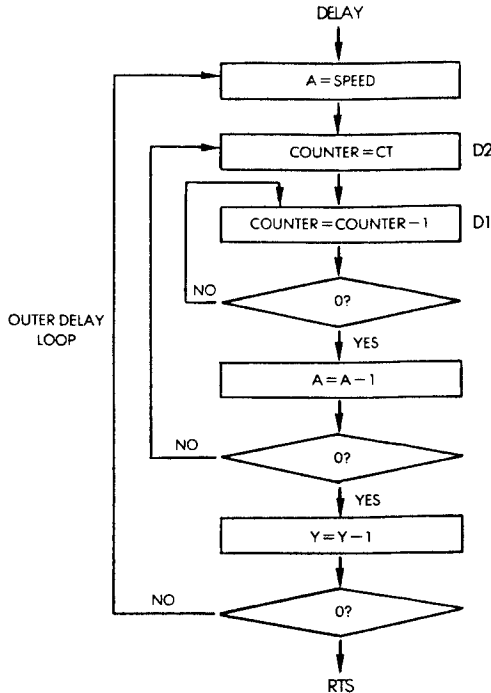 DELAY
A=SPEED
COUNTER=CT
D2
COUNTER=COUNTER-1
D1
NO
0?
OUTER DELAY
LOOP
YES
A=A-1
NO
0?
YES
Y=Y-1
NO
0?
RTS